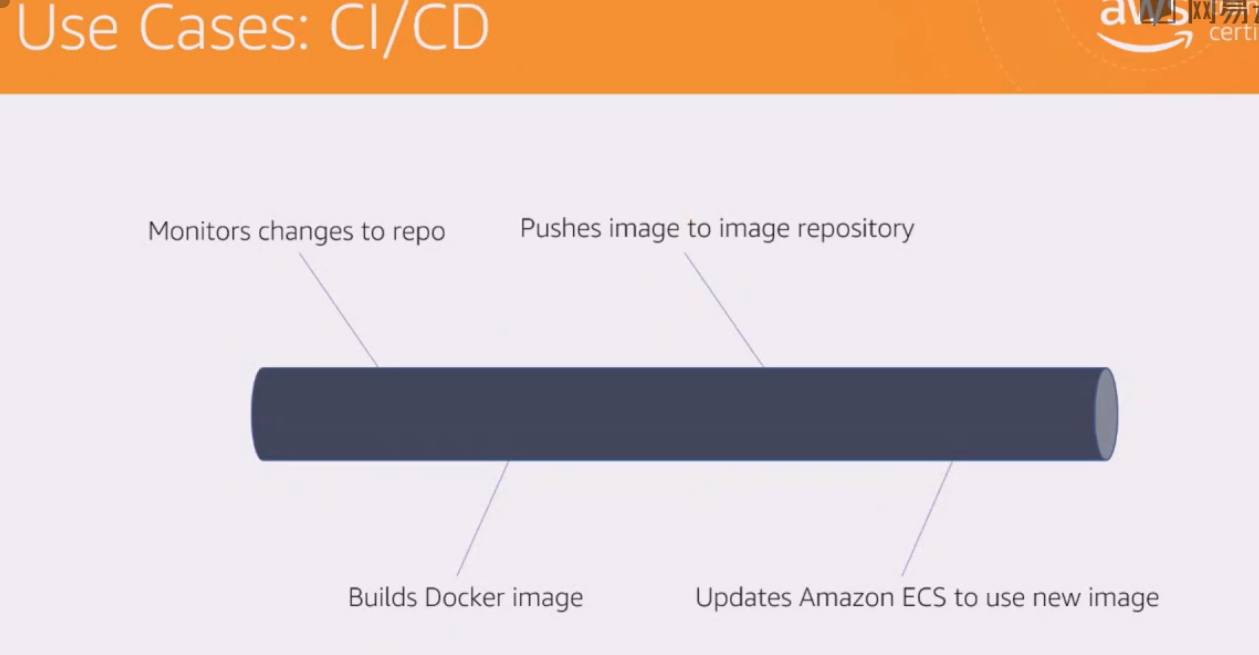 Use Cases: CI/CD
aws
网易
certi
Monitors changes to repo
Pushes image to image repository
Builds Docker image
Updates Amazon ECS to use new image